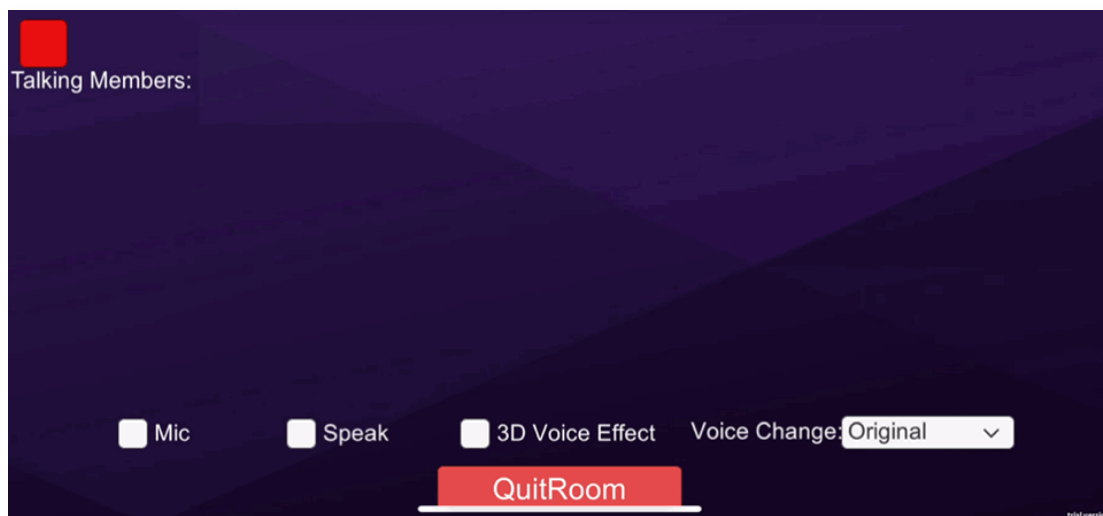 Talking Members:
Mic
Speak
3D Voice Effect
Voice Change:
Original
QuitRoom